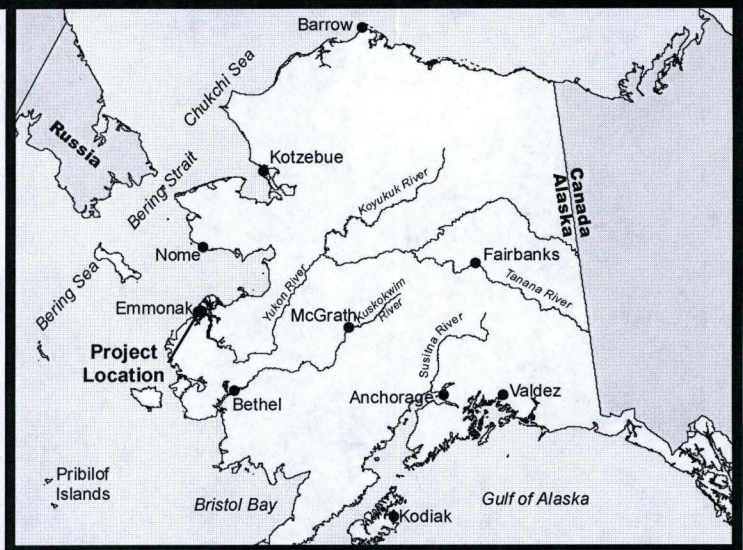 Barrow
Chukchi Sea
Russia
Kotzebue
Bering Strait
Koyukuk River
Canada
Alaska
Nome
Fairbanks
Bering Sea
Yukon River
Tanana River
Emmonak
McGrath
Kuskokwim
River
Project
Location
Susitna River
Bethel
Anchorage
Valdez
Pribilof
Islands
Bristol Bay
Gulf of Alaska
Kodiak